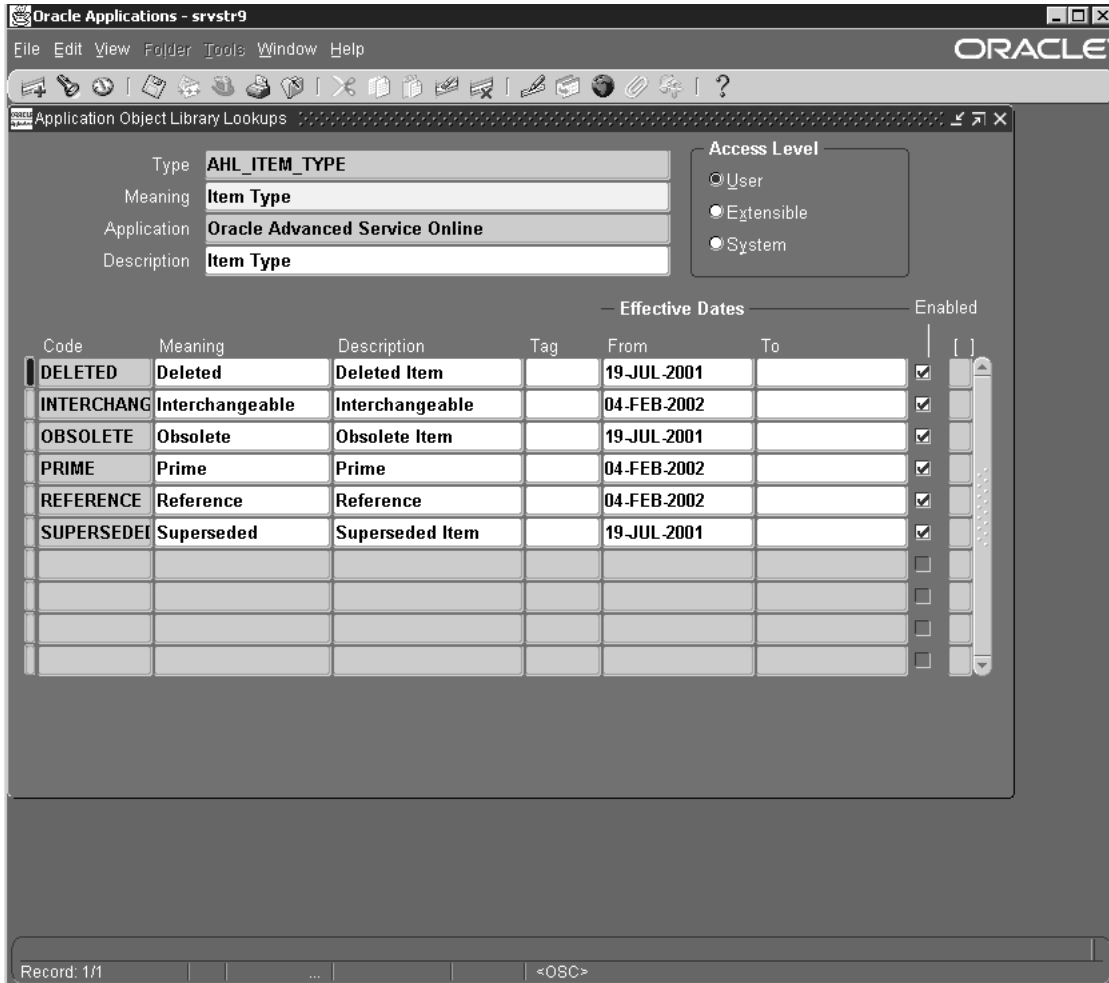 Oracle Applications - srvstr9
File Edit View Folder Tools Window Help
ORACLE
?
Application Object Library Lookups
Type AHL_ITEM_TYPE
Meaning Item Type
Application Oracle Advanced Service Online
Description Item Type
Access Level
User
Extensible
System
Effective Dates Enabled
Code Meaning Description Tag From To [ ]
DELETED Deleted Deleted Item 19-JUL-2001
INTERCHANG Interchangeable Interchangeable 04-FEB-2002
OBSOLETE Obsolete Obsolete Item 19-JUL-2001
PRIME Prime Prime 04-FEB-2002
REFERENCE Reference Reference 04-FEB-2002
SUPERSEDED Superseded Superseded Item 19-JUL-2001
Record: 1/1 ... <OSC>